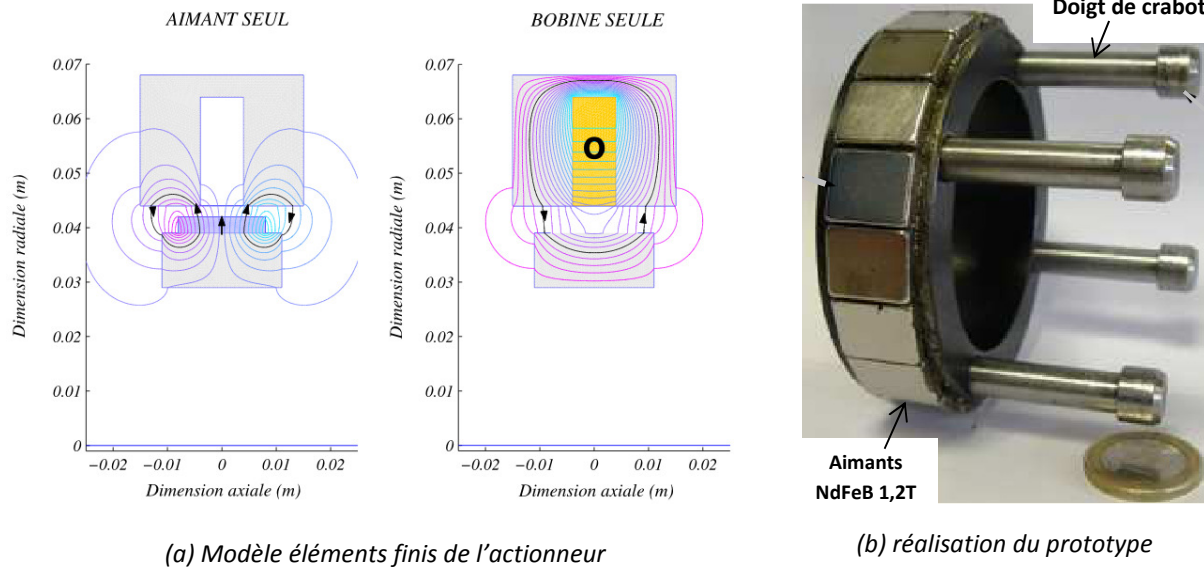 AIMANT SEUL
BOBINE SEULE
Doigt de crabot
0.07
0.06
0.05
0.04
0.03
0.02
0.01
0
Dimension radiale (m)
−0.02 −0.01 0 0.01 0.02
Dimension axiale (m)
0.07
0.06
0.05
0.04
0.03
0.02
0.01
0
Dimension radiale (m)
−0.02 −0.01 0 0.01 0.02
Dimension axiale (m)
O
Aimants
NdFeB 1,2T
(a) Modèle éléments finis de l'actionneur
(b) réalisation du prototype